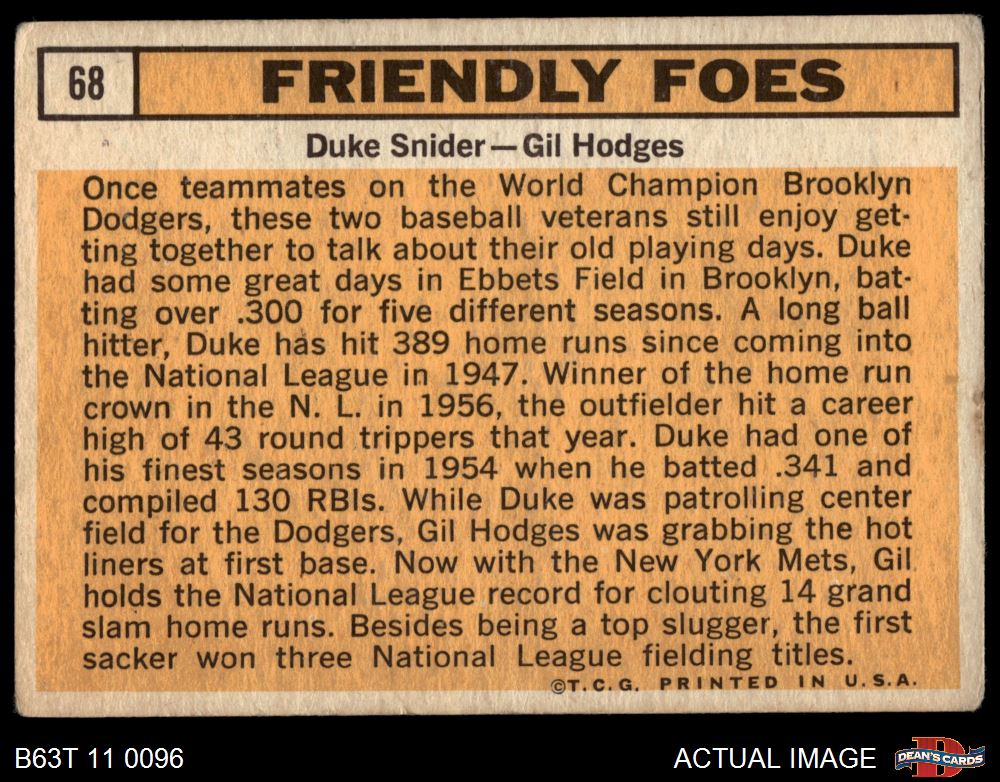 68
FRIENDLY FOES
Duke Snider—Gil Hodges
Once teammates on the World Champion Brooklyn
Dodgers, these two baseball veterans still enjoy get-
ting together to talk about their old playing days. Duke
had some great days in Ebbets Field in Brooklyn, bat-
ting over .300 for five different seasons. A long ball
hitter, Duke has hit 389 home runs since coming into
the National League in 1947. Winner of the home run
crown in the N. L. in 1956, the outfielder hit a career
high of 43 round trippers that year. Duke had one of
his finest seasons in 1954 when he batted .341 and
compiled 130 RBIs. While Duke was patrolling center
field for the Dodgers, Gil Hodges was grabbing the hot
liners at first base. Now with the New York Mets, Gil
holds the National League record for clouting 14 grand
slam home runs. Besides being a top slugger, the first
sacker won three National League fielding titles.
©T.C.G. PRINTED IN U.S.A.
B63T 11 0096
ACTUAL IMAGE
D
DEAN'S CARDS